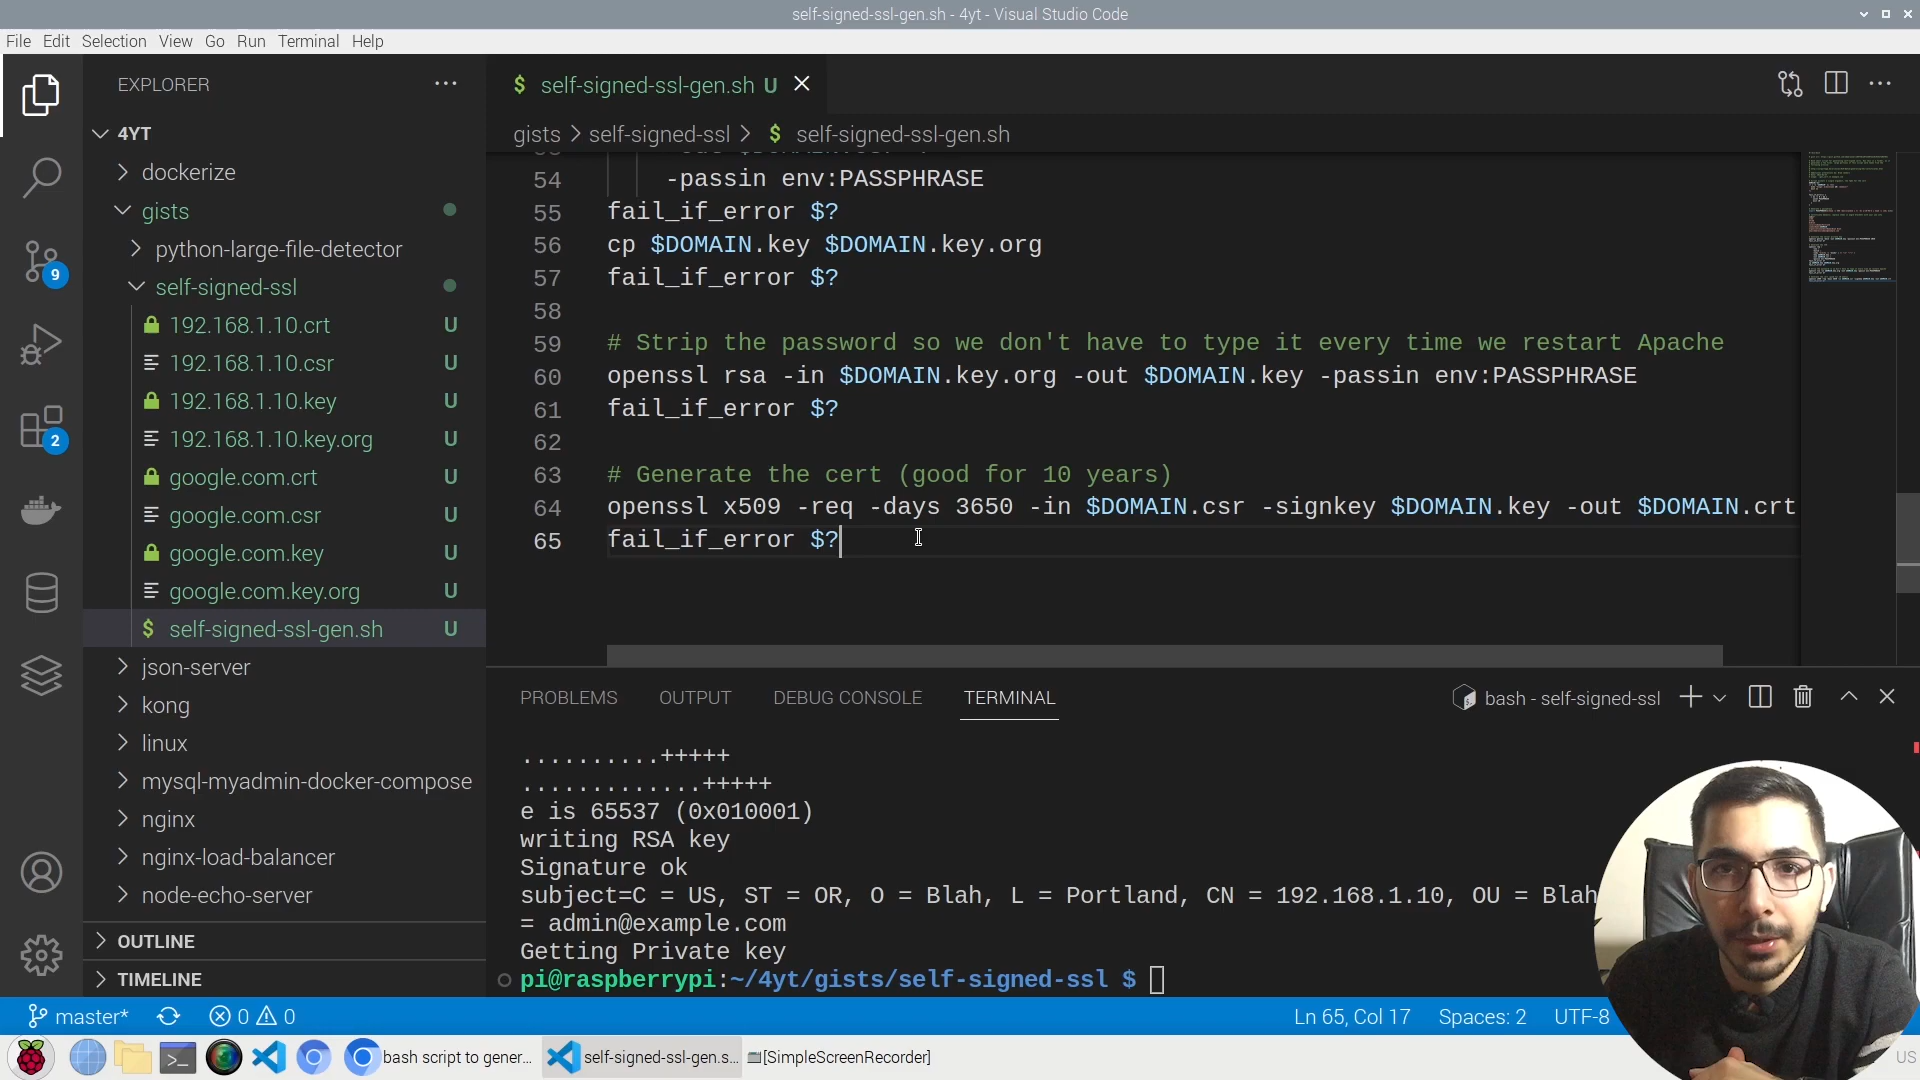 self-signed-ssl-gen.sh - 4yt - Visual Studio Code
File Edit Selection View Go Run Terminal Help
EXPLORER
4YT
dockerize
gists
python-large-file-detector
self-signed-ssl
192.168.1.10.crt U
192.168.1.10.csr U
192.168.1.10.key U
192.168.1.10.key.org U
google.com.crt U
google.com.csr U
google.com.key U
google.com.key.org U
self-signed-ssl-gen.sh U
json-server
kong
linux
mysql-myadmin-docker-compose
nginx
nginx-load-balancer
node-echo-server
OUTLINE
TIMELINE
9
2
$ self-signed-ssl-gen.sh U
gists > self-signed-ssl > $ self-signed-ssl-gen.sh
54 -passin env:PASSPHRASE
55 fail_if_error $?
56 cp $DOMAIN.key $DOMAIN.key.org
57 fail_if_error $?
58
59 # Strip the password so we don't have to type it every time we restart Apache
60 openssl rsa -in $DOMAIN.key.org -out $DOMAIN.key -passin env:PASSPHRASE
61 fail_if_error $?
62
63 # Generate the cert (good for 10 years)
64 openssl x509 -req -days 3650 -in $DOMAIN.csr -signkey $DOMAIN.key -out $DOMAIN.crt
65 fail_if_error $?
PROBLEMS OUTPUT DEBUG CONSOLE TERMINAL
bash - self-signed-ssl
..........+++++
.............+++++
e is 65537 (0x010001)
writing RSA key
Signature ok
subject=C = US, ST = OR, O = Blah, L = Portland, CN = 192.168.1.10, OU = Blah
= admin@example.com
Getting Private key
pi@raspberrypi:~/4yt/gists/self-signed-ssl $
master* 0 0 Ln 65, Col 17 Spaces: 2 UTF-8
bash script to gener... self-signed-ssl-gen.s... [SimpleScreenRecorder] US